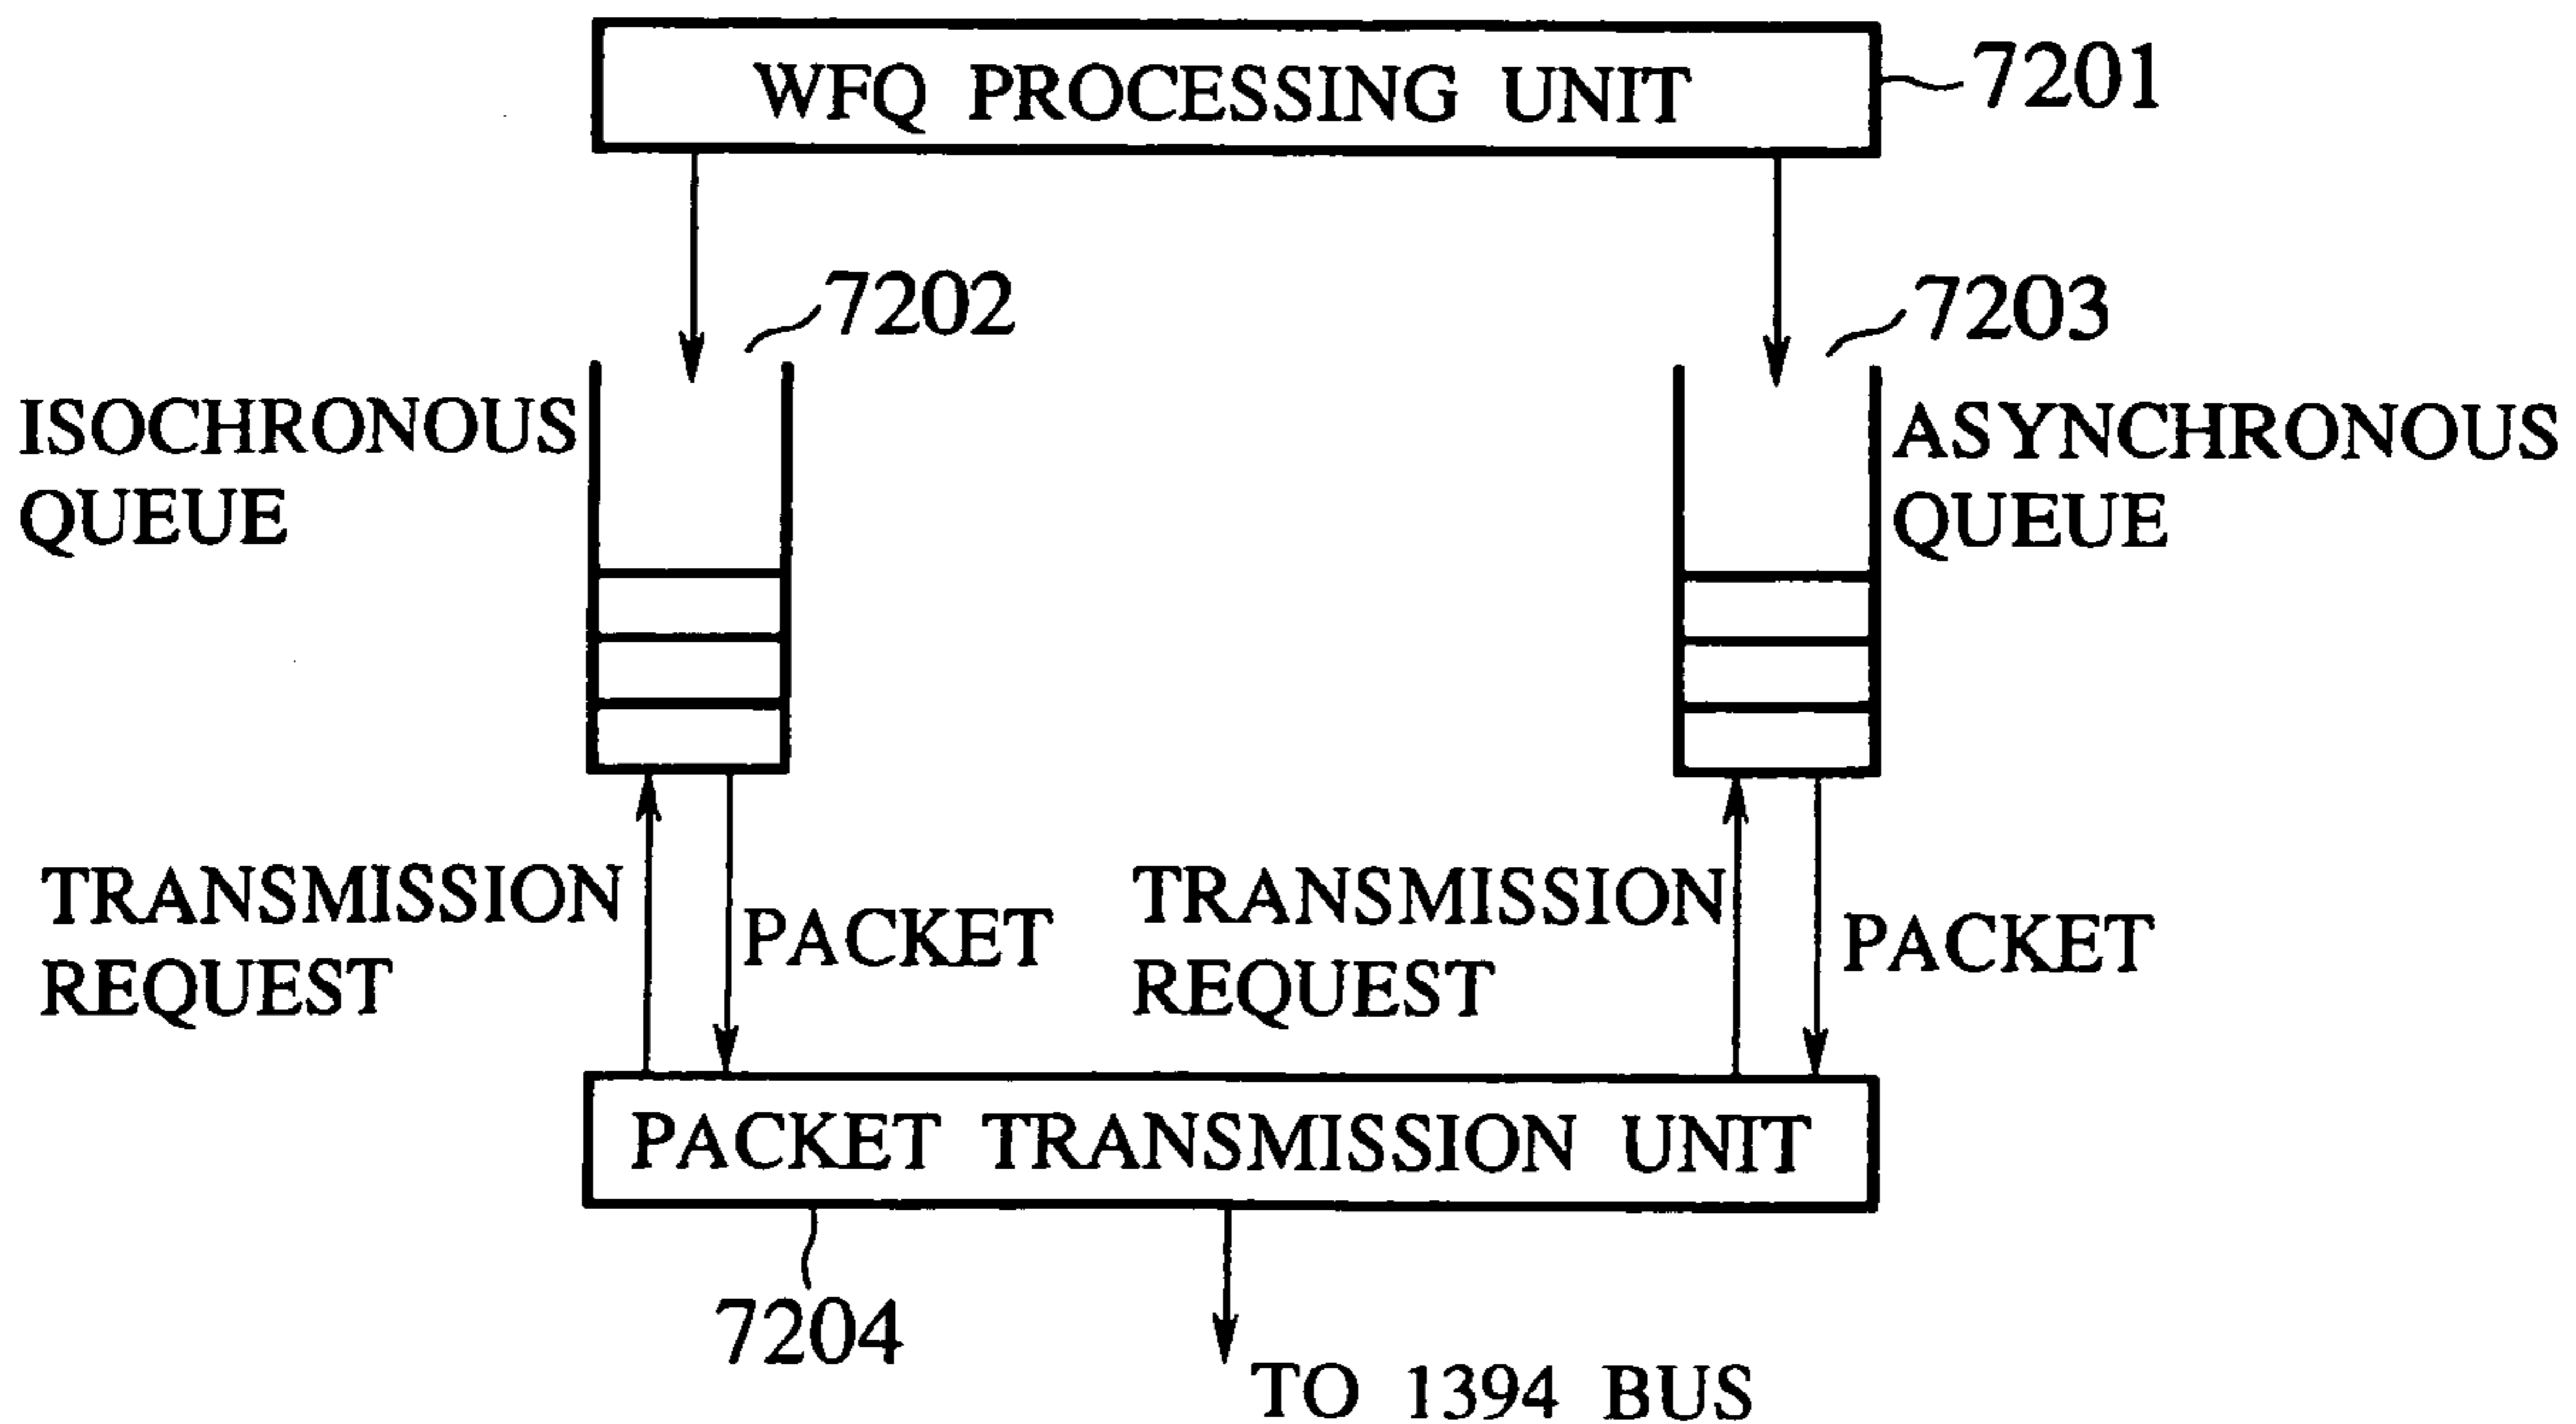 WFQ PROCESSING UNIT
7201
7202
7203
ISOCHRONOUS
QUEUE
ASYNCHRONOUS
QUEUE
TRANSMISSION
REQUEST
PACKET
TRANSMISSION
REQUEST
PACKET
PACKET TRANSMISSION UNIT
7204
TO 1394 BUS